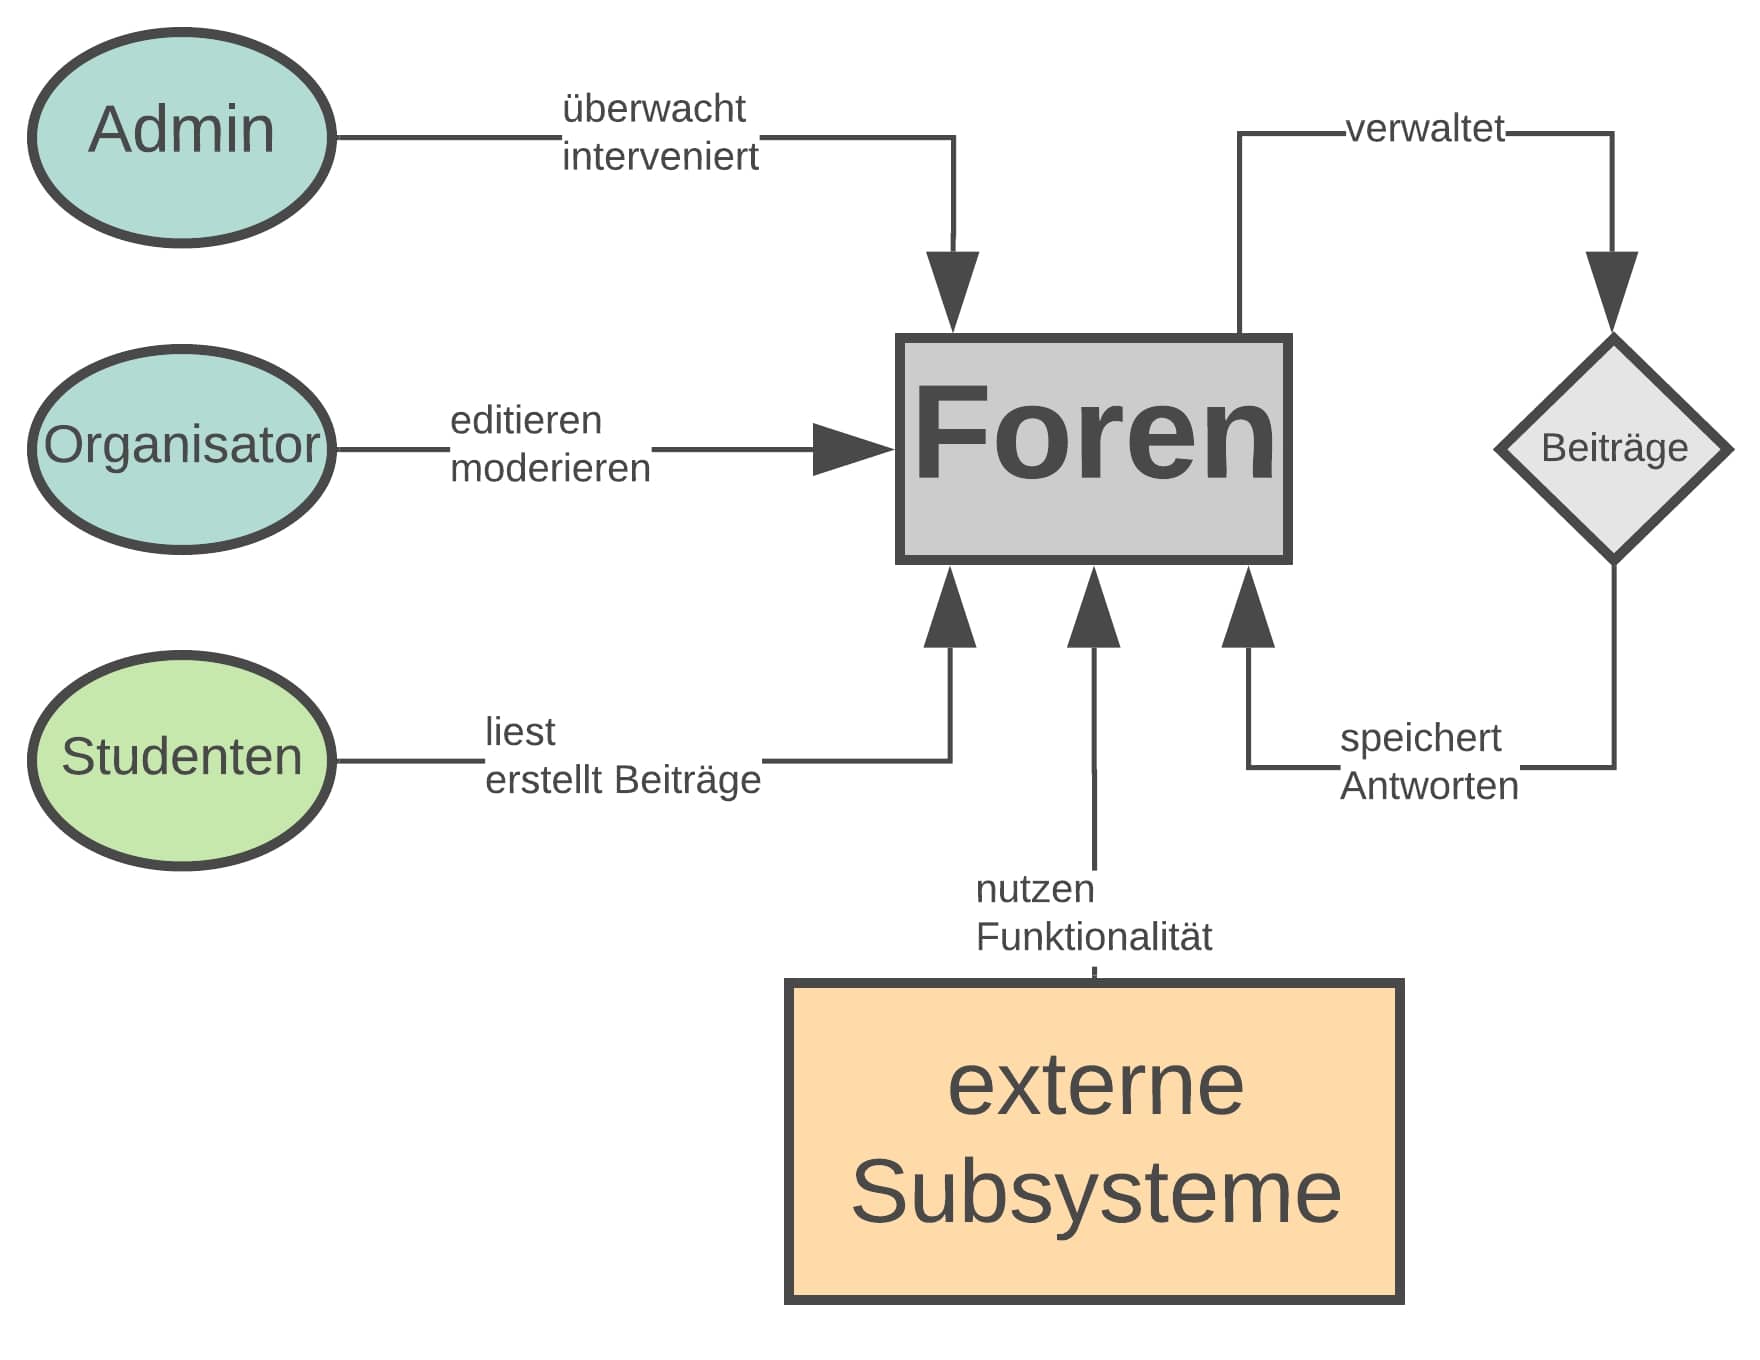 Admin
überwacht
interveniert
verwaltet
Organisator
editieren
moderieren
Foren
Beiträge
Studenten
liest
erstellt Beiträge
speichert
Antworten
nutzen
Funktionalität
externe
Subsysteme